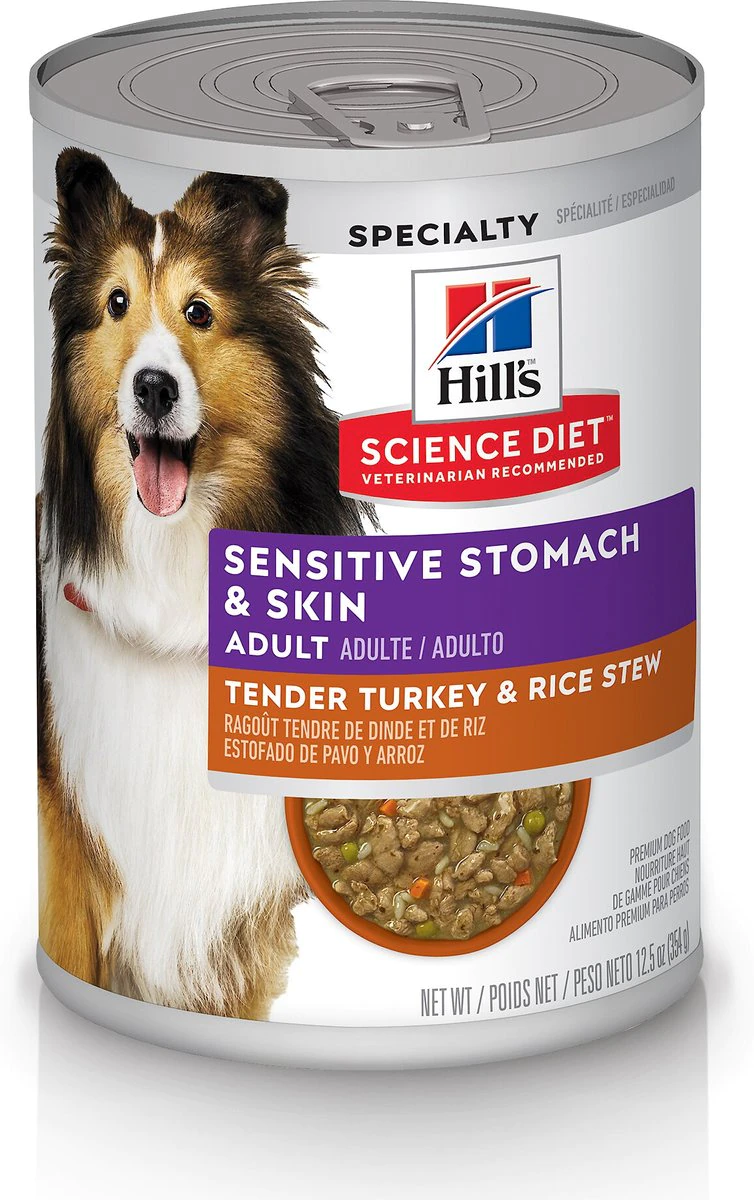 SPECIALTY SPÉCIALITÉ / ESPECIALIDAD
Hill's™
SCIENCE DIET™
VETERINARIAN RECOMMENDED
SENSITIVE STOMACH
& SKIN
ADULT ADULTE / ADULTO
TENDER TURKEY & RICE STEW
RAGOÛT TENDRE DE DINDE ET DE RIZ
ESTOFADO DE PAVO Y ARROZ
PREMIUM DOG FOOD
NOURRITURE HAUT
DE GAMME POUR CHIENS
ALIMENTO PREMIUM PARA PERROS
NET WT / POIDS NET / PESO NETO 12.5 oz (354 g)